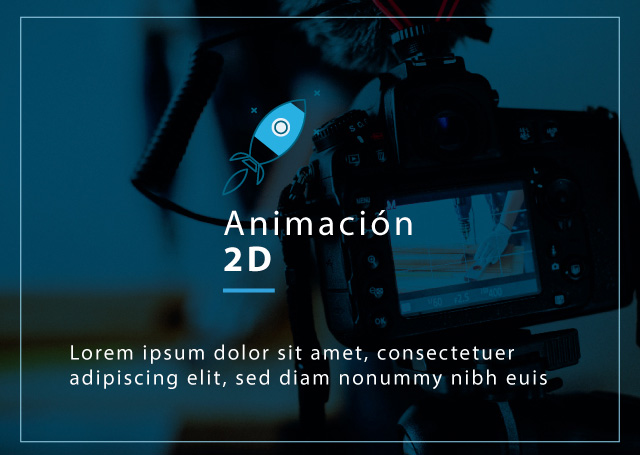 Animación
2D
Lorem ipsum dolor sit amet, consectetuer
adipiscing elit, sed diam nonummy nibh euis